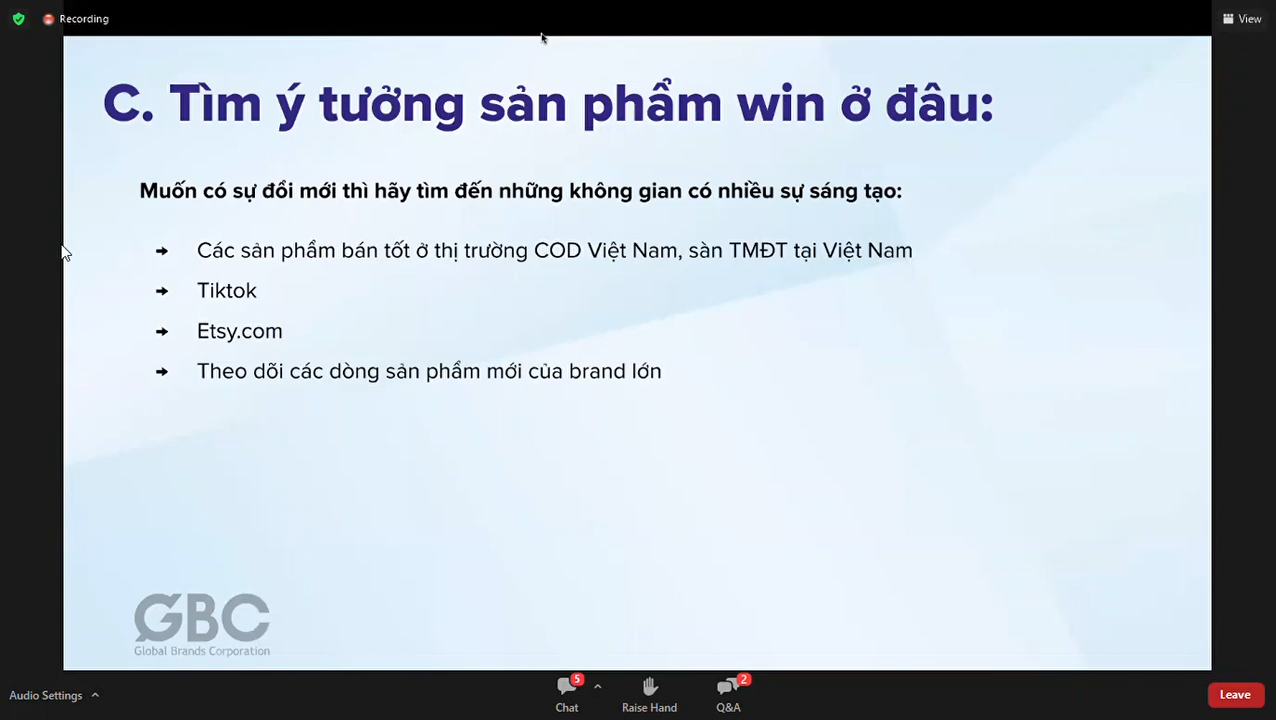 Recording
View
C. Tìm ý tưởng sản phẩm win ở đâu:
Muốn có sự đổi mới thì hãy tìm đến những không gian có nhiều sự sáng tạo:
➜ Các sản phẩm bán tốt ở thị trường COD Việt Nam, sàn TMĐT tại Việt Nam
➜ Tiktok
➜ Etsy.com
➜ Theo dõi các dòng sản phẩm mới của brand lớn
GBC
Global Brands Corporation
Audio Settings
5
Chat
Raise Hand
2
Q&A
Leave